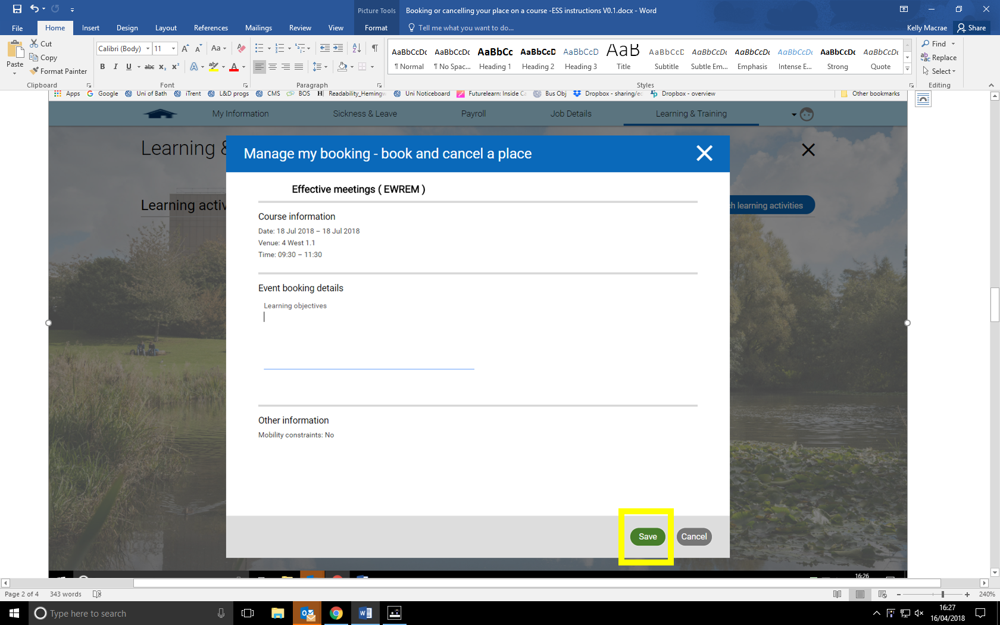 Picture Tools
Booking or cancelling your place on a course -ESS instructions V0.1.docx - Word
File Home Insert Design Layout References Mailings Review View Format Tell me what you want to do... Kelly Macrae Share
Paste
Cut
Copy
Format Painter
Clipboard
Calibri (Body) 11
Font
Paragraph
AaBbCcDc AaBbCcDc AaBbCc AaBbCcD AaBbCcD AaB AaBbCcD AaBbCcDc AaBbCcDc AaBbCcDc AaBbCcDc AaBbCcDc
¶ Normal ¶ No Spac... Heading 1 Heading 2 Heading 3 Title Subtitle Subtle Em... Emphasis Intense E... Strong Quote
Styles
Find
Replace
Select
Editing
Apps Google Uni of Bath iTrent L&D progs CMS BOS Readability_Hemingw Uni Noticeboard Futurelearn: Inside Ca Bus Obj Dropbox - sharing/ec Dropbox - overview Other bookmarks
My Information Sickness & Leave Payroll Job Details Learning & Training
Learning &
Manage my booking - book and cancel a place
Learning activ
ch learning activities
Effective meetings ( EWREM )
Course information
Date: 18 Jul 2018 – 18 Jul 2018
Venue: 4 West 1.1
Time: 09:30 – 11:30
Event booking details
Learning objectives
Other information
Mobility constraints: No
Save Cancel
16:26
Page 2 of 4 343 words 240%
Type here to search
16:27
16/04/2018